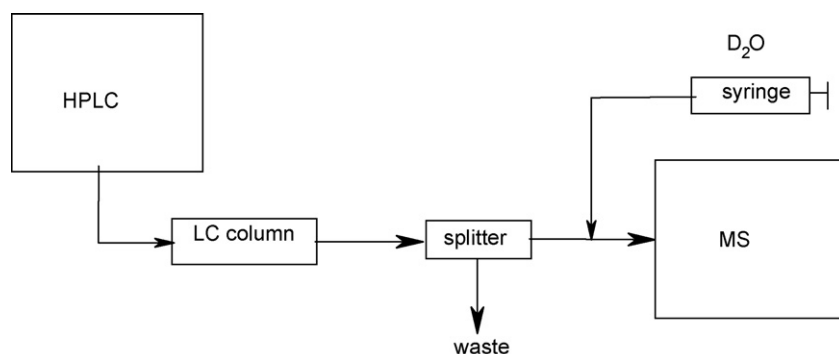 D₂O
HPLC
syringe
LC column
splitter
MS
waste